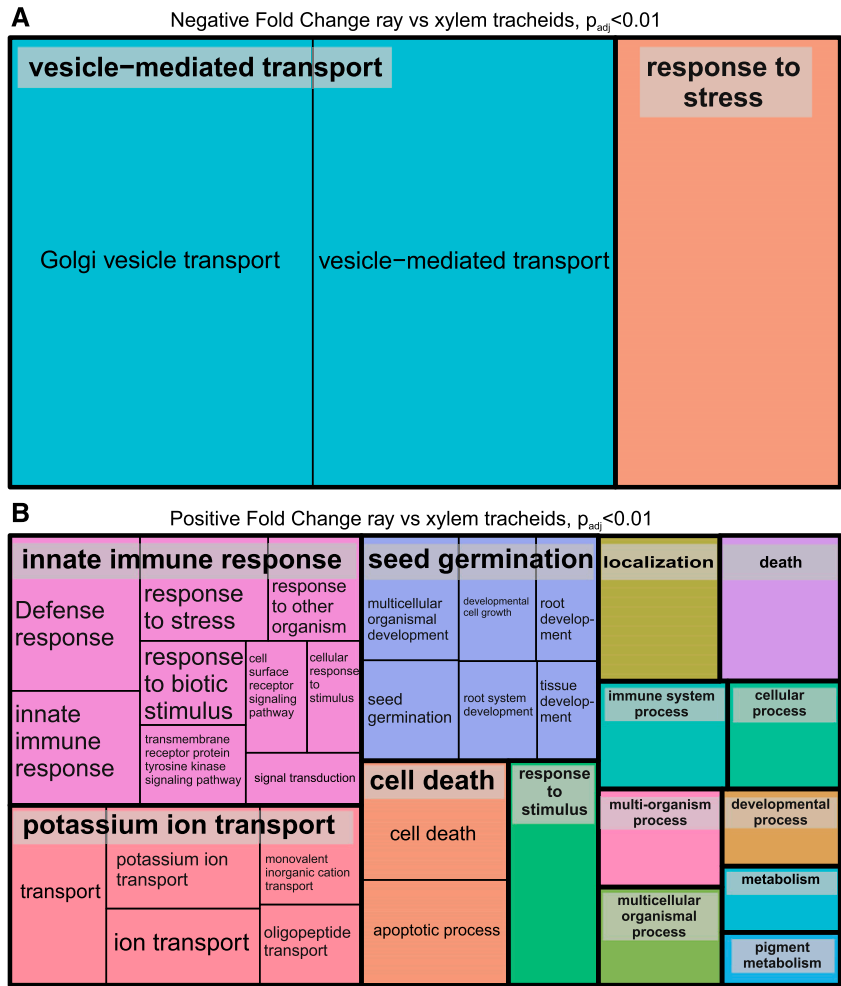 A
Negative Fold Change ray vs xylem tracheids, padj<0.01
vesicle−mediated transport
Golgi vesicle transport
vesicle−mediated transport
response to
stress
B
Positive Fold Change ray vs xylem tracheids, padj<0.01
innate immune response
Defense
response
response
to stress
response
to other
organism
innate
immune
response
response
to biotic
stimulus
cell
surface
receptor
signaling
pathway
cellular
response
to
stimulus
transmembrane
receptor protein
tyrosine kinase
signaling pathway
signal transduction
potassium ion transport
transport
potassium ion
transport
monovalent
inorganic cation
transport
ion transport
oligopeptide
transport
seed germination
multicellular
organismal
development
developmental
cell growth
root
develop-
ment
seed
germination
root system
development
tissue
develop-
ment
cell death
cell death
apoptotic process
response
to
stimulus
localization
death
immune system
process
cellular
process
multi-organism
process
developmental
process
metabolism
multicellular
organismal
process
pigment
metabolism